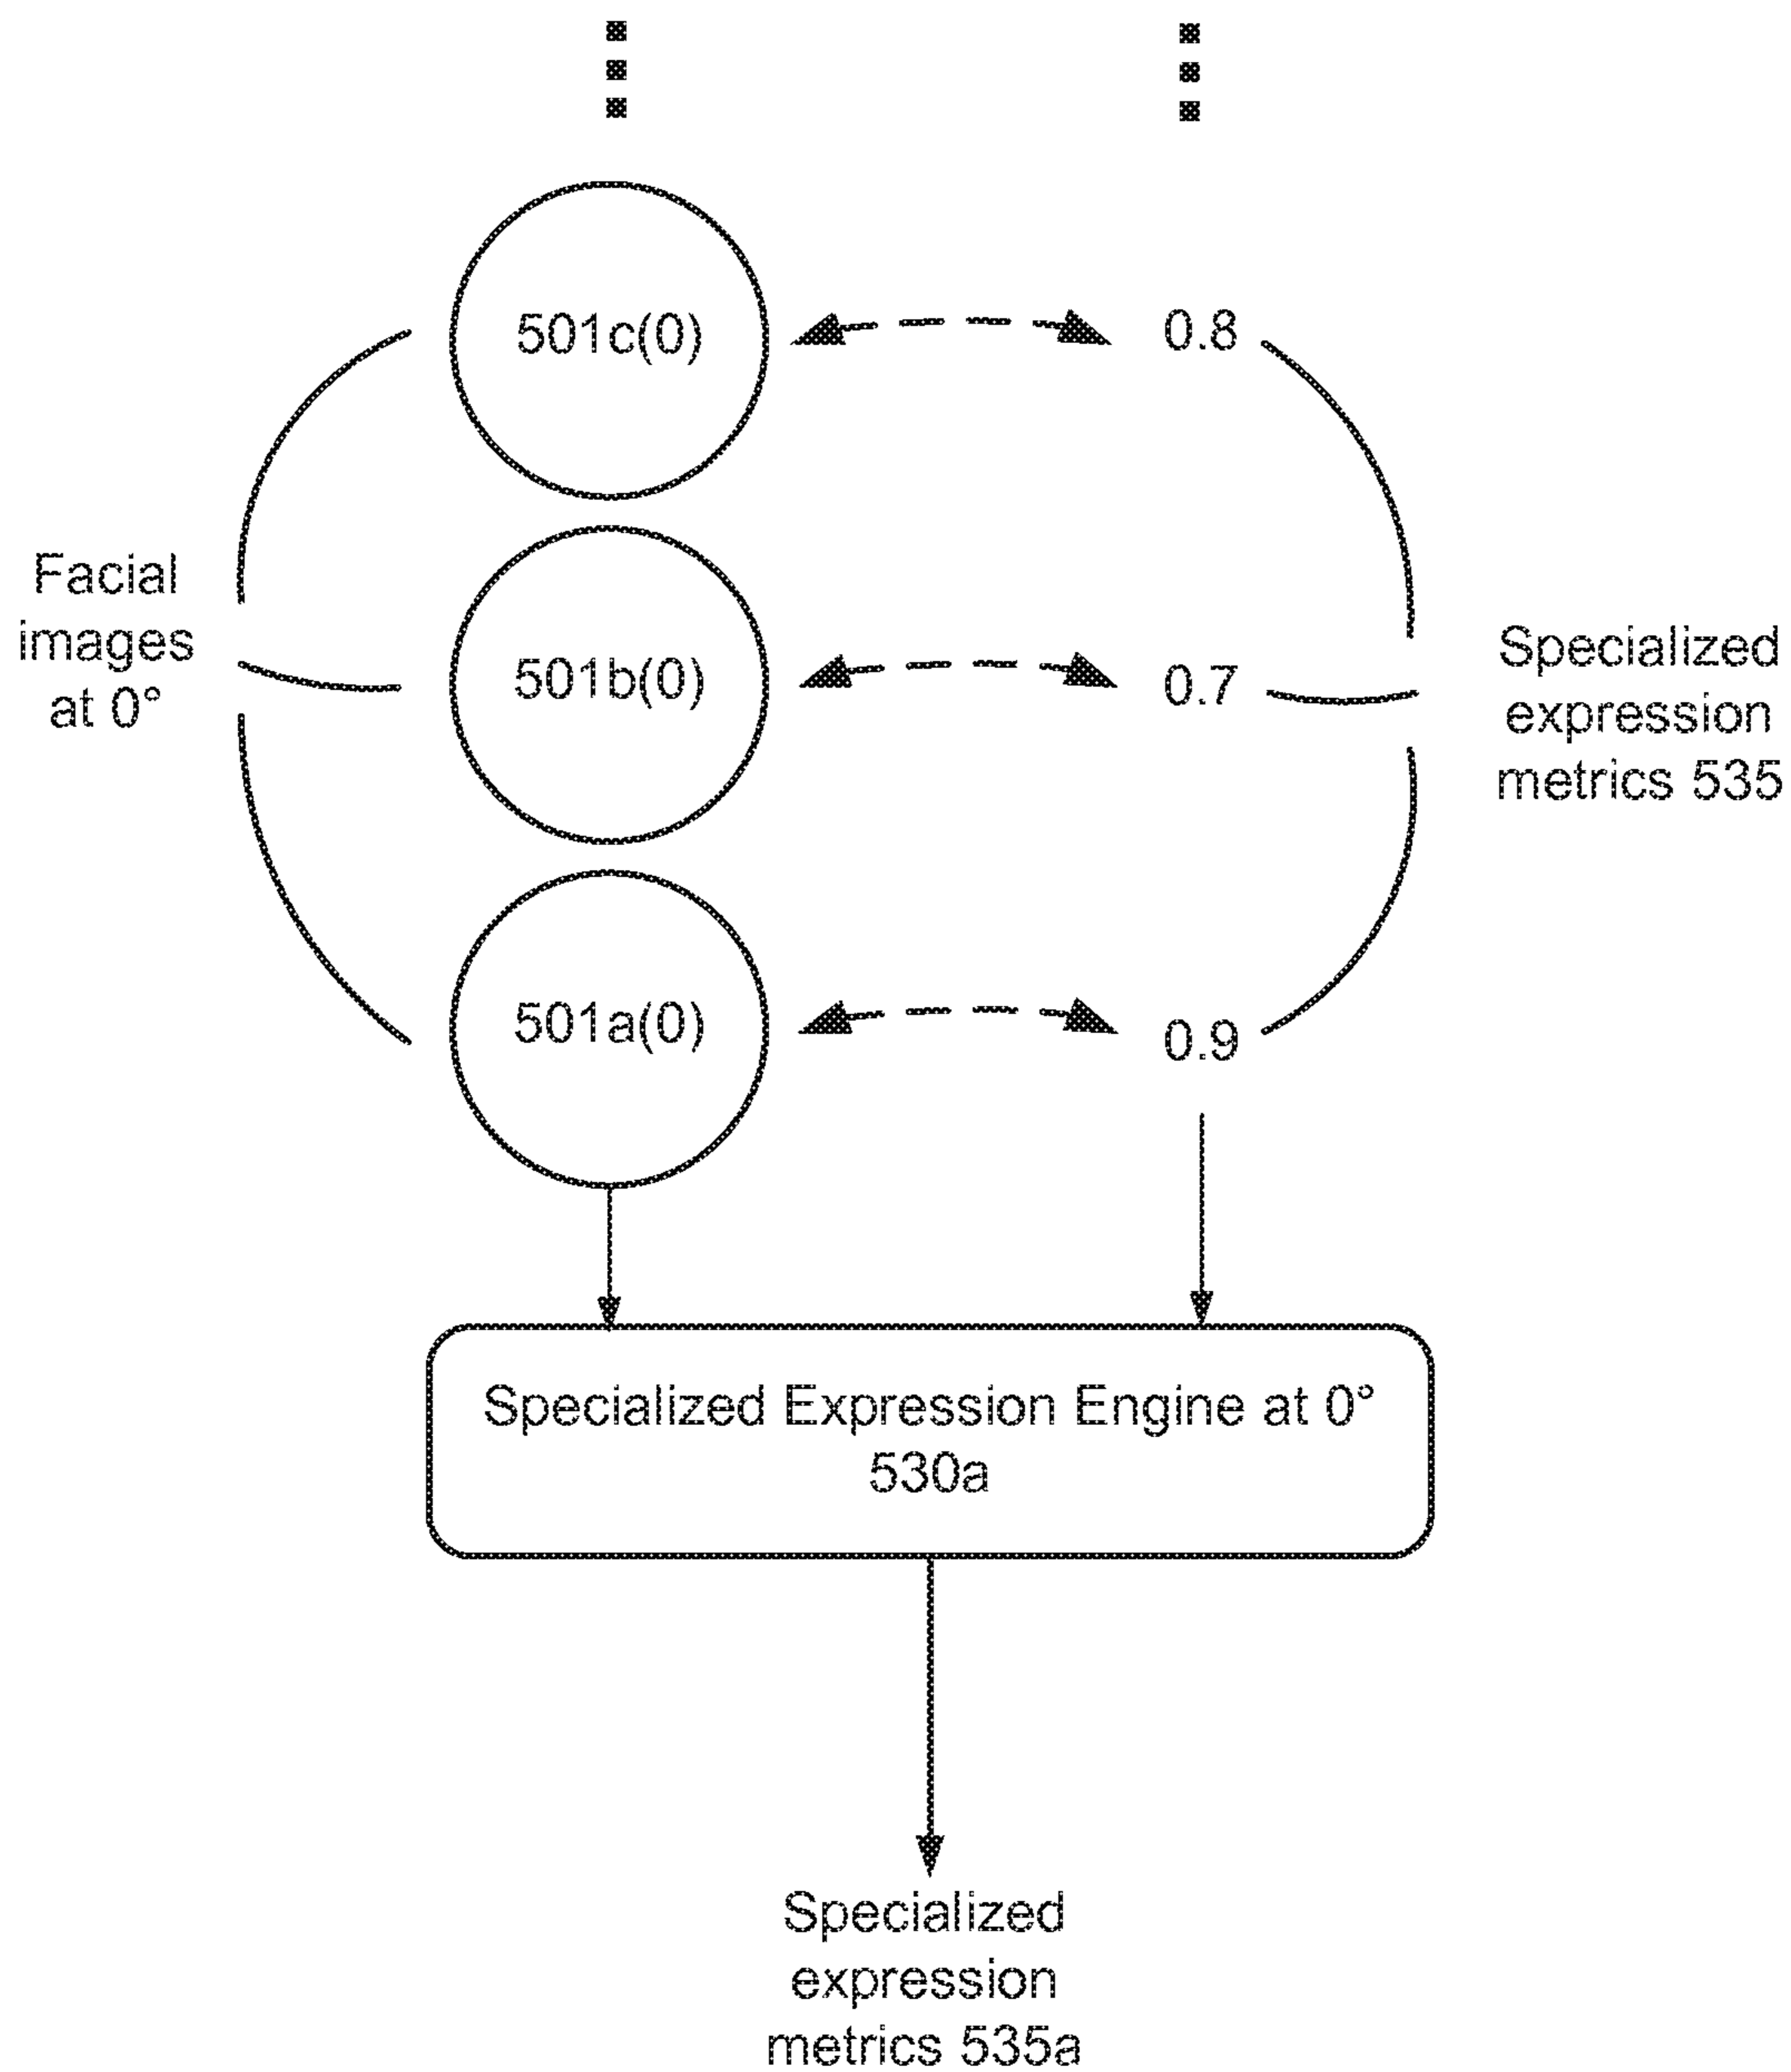 501c(0)
0.8
Facial
images
at 0°
501b(0)
0.7
Specialized
expression
metrics 535
501a(0)
0.9
Specialized Expression Engine at 0°
530a
Specialized
expression
metrics 535a